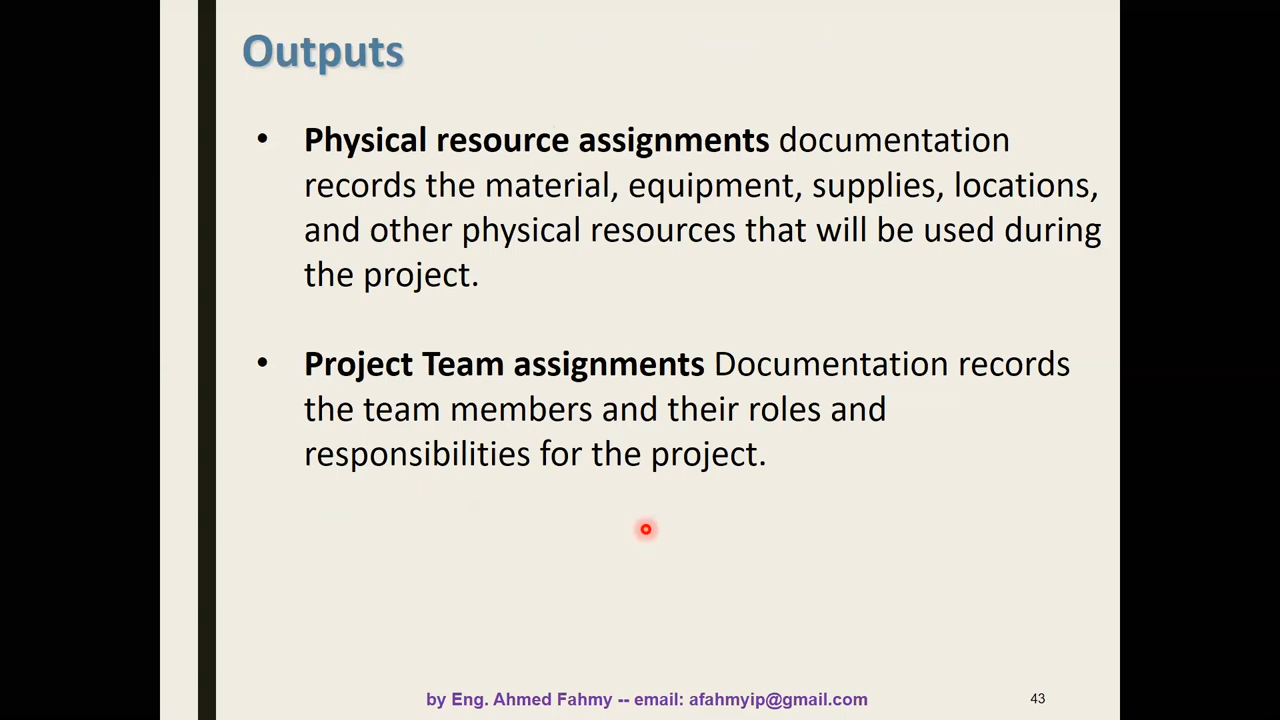 Outputs
• Physical resource assignments documentation
records the material, equipment, supplies, locations,
and other physical resources that will be used during
the project.
• Project Team assignments Documentation records
the team members and their roles and
responsibilities for the project.
by Eng. Ahmed Fahmy -- email: afahmyip@gmail.com
43